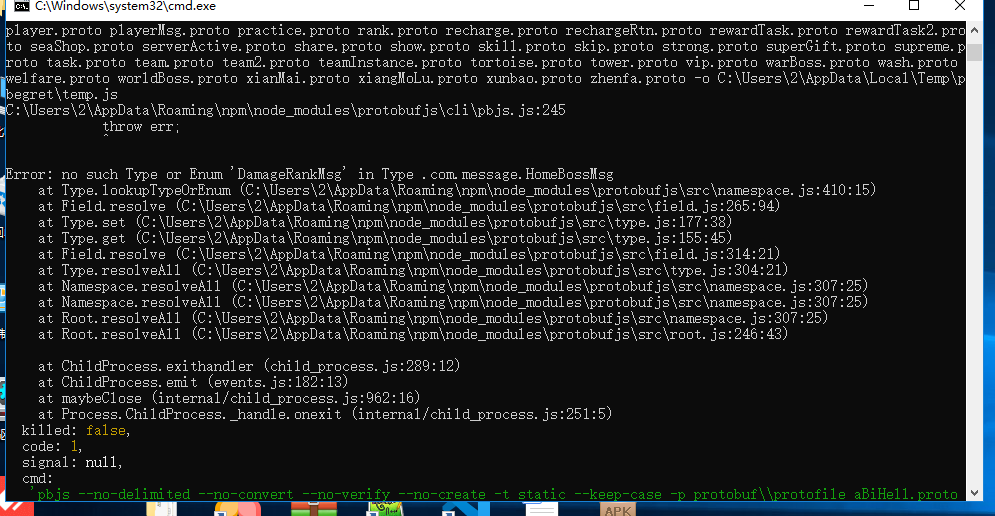 C:\Windows\system32\cmd.exe
player.proto playerMsg.proto practice.proto rank.proto recharge.proto rechargeRtn.proto rewardTask.proto rewardTask2.pro
to seaShop.proto serverActive.proto share.proto show.proto skill.proto skip.proto strong.proto superGift.proto supreme.p
roto task.proto team.proto team2.proto teamInstance.proto tortoise.proto tower.proto vip.proto warBoss.proto wash.proto
welfare.proto worldBoss.proto xianMai.proto xiangMoLu.proto xunbao.proto zhenfa.proto -o C:\Users\2\AppData\Local\Temp\p
begret\temp.js
C:\Users\2\AppData\Roaming\npm\node_modules\protobufjs\cli\pbjs.js:245
throw err;
^
Error: no such Type or Enum 'DamageRankMsg' in Type .com.message.HomeBossMsg
at Type.lookupTypeOrEnum (C:\Users\2\AppData\Roaming\npm\node_modules\protobufjs\src\namespace.js:410:15)
at Field.resolve (C:\Users\2\AppData\Roaming\npm\node_modules\protobufjs\src\field.js:265:94)
at Type.set (C:\Users\2\AppData\Roaming\npm\node_modules\protobufjs\src\type.js:177:38)
at Type.get (C:\Users\2\AppData\Roaming\npm\node_modules\protobufjs\src\type.js:155:45)
at Field.resolve (C:\Users\2\AppData\Roaming\npm\node_modules\protobufjs\src\field.js:314:21)
at Type.resolveAll (C:\Users\2\AppData\Roaming\npm\node_modules\protobufjs\src\type.js:304:21)
at Namespace.resolveAll (C:\Users\2\AppData\Roaming\npm\node_modules\protobufjs\src\namespace.js:307:25)
at Namespace.resolveAll (C:\Users\2\AppData\Roaming\npm\node_modules\protobufjs\src\namespace.js:307:25)
at Root.resolveAll (C:\Users\2\AppData\Roaming\npm\node_modules\protobufjs\src\namespace.js:307:25)
at Root.resolveAll (C:\Users\2\AppData\Roaming\npm\node_modules\protobufjs\src\root.js:246:43)
at ChildProcess.exithandler (child_process.js:289:12)
at ChildProcess.emit (events.js:182:13)
at maybeClose (internal/child_process.js:962:16)
at Process.ChildProcess._handle.onexit (internal/child_process.js:251:5)
killed: false,
code: 1,
signal: null,
cmd:
'pbjs --no-delimited --no-convert --no-verify --no-create -t static --keep-case -p protobuf\\protofile aBiHell.proto
APK